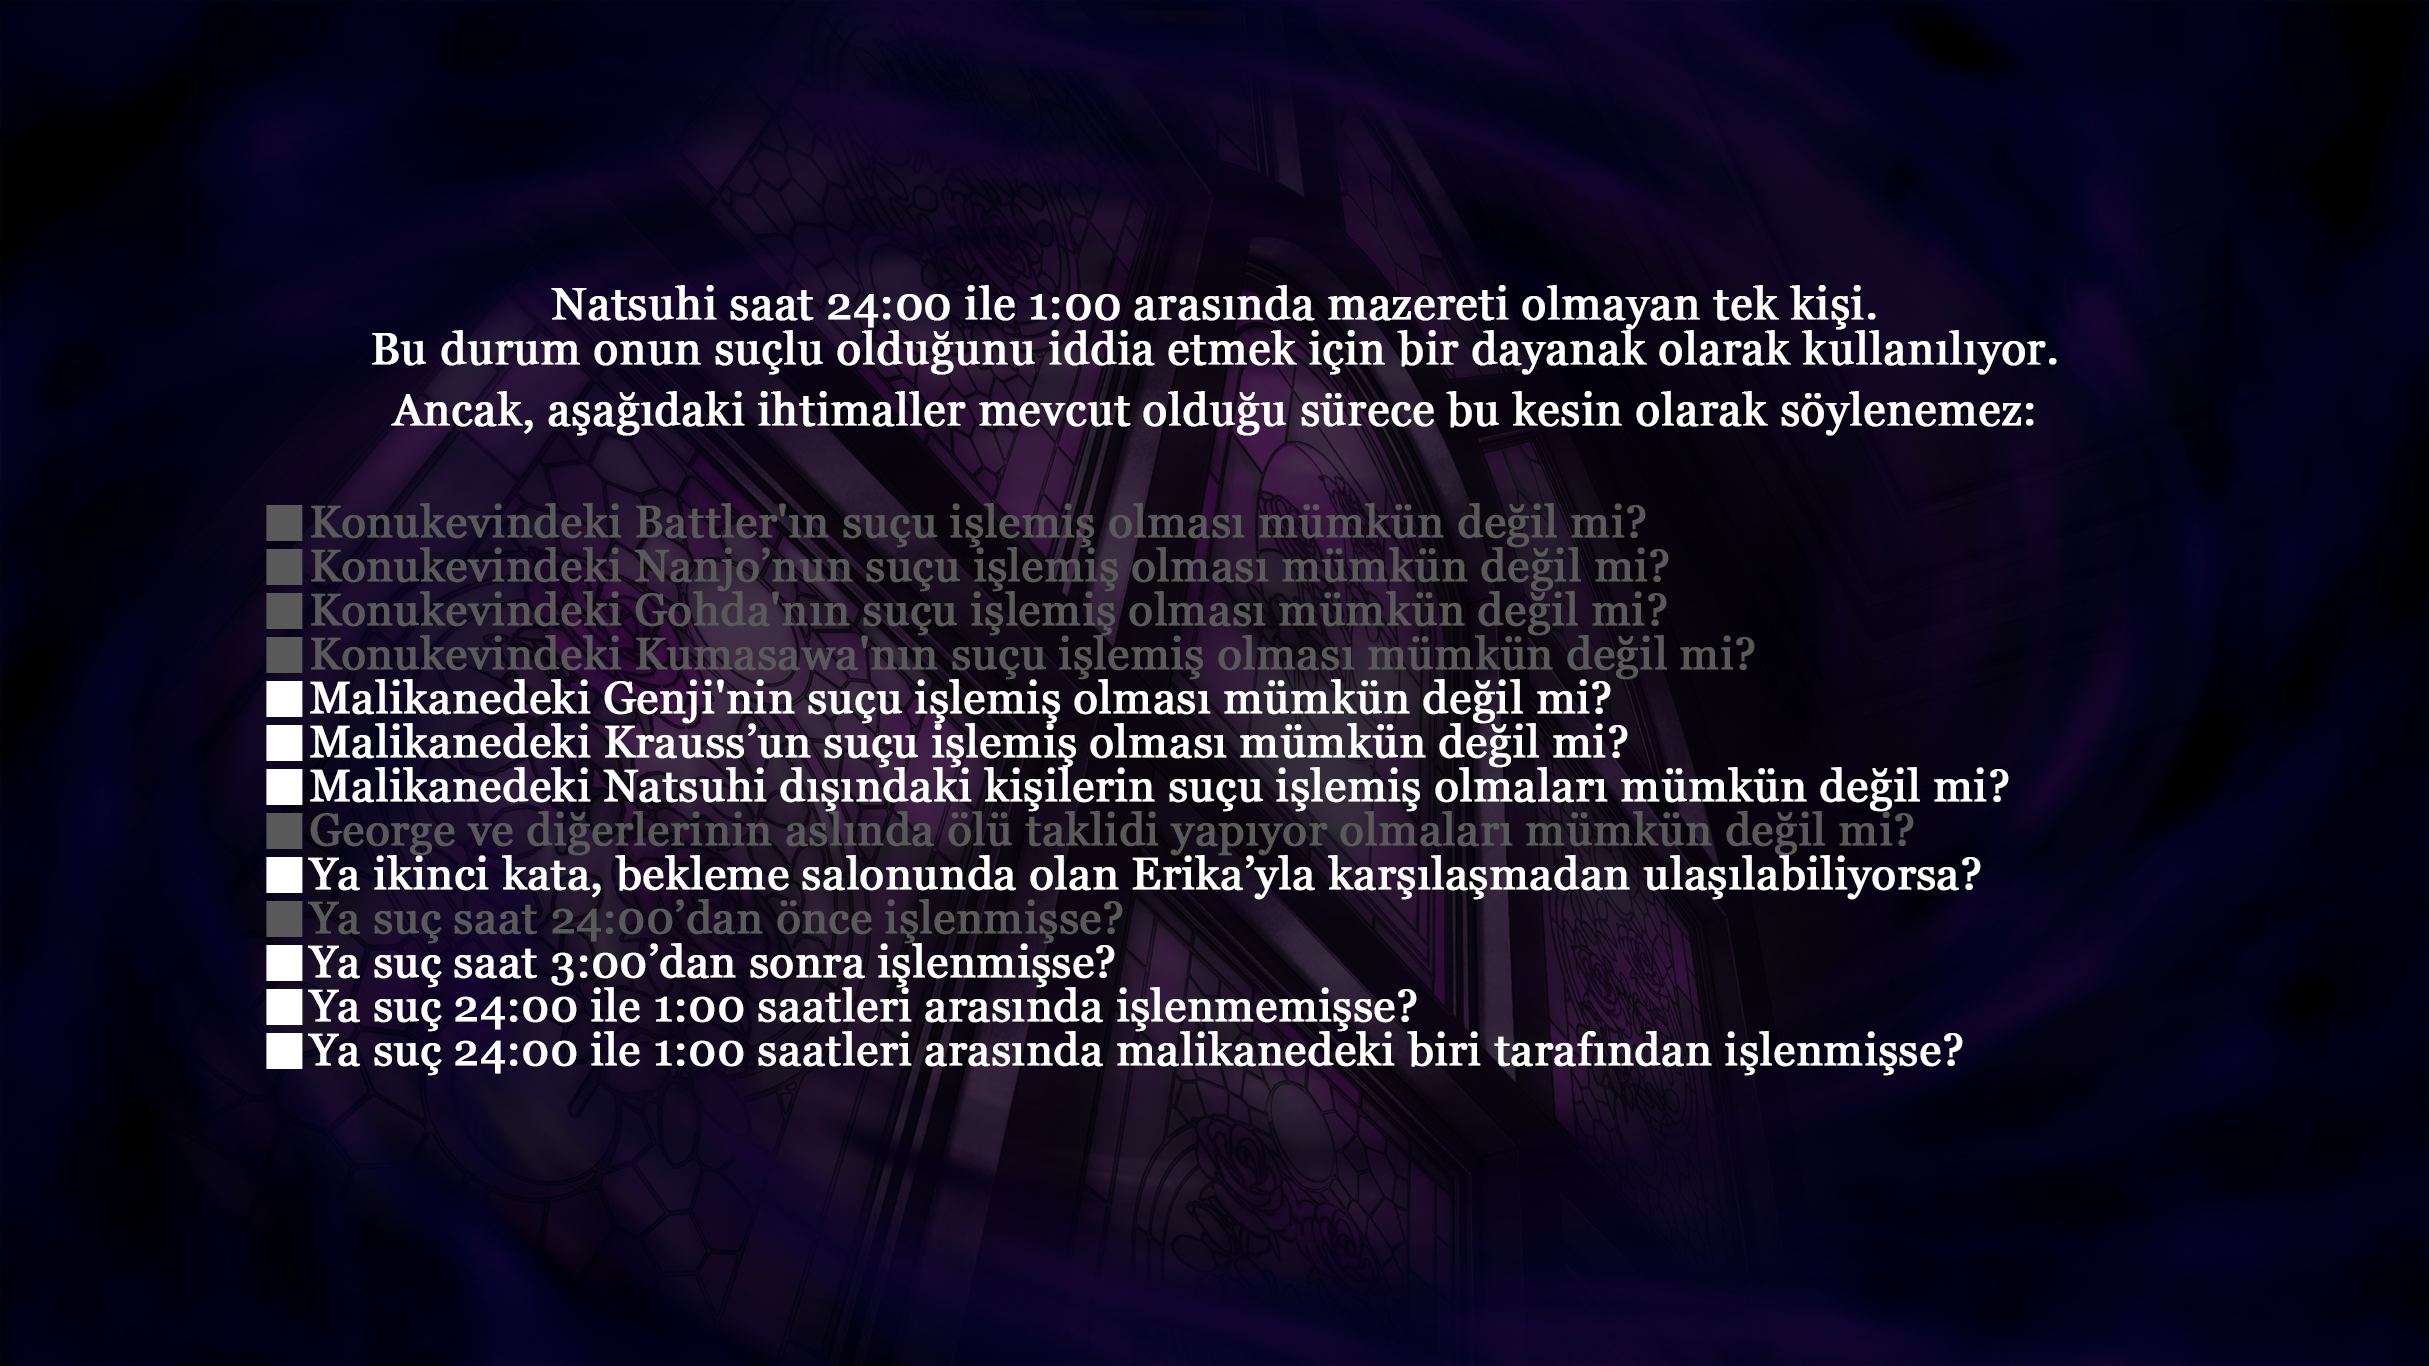 Natsuhi saat 24:00 ile 1:00 arasında mazereti olmayan tek kişi.
Bu durum onun suçlu olduğunu iddia etmek için bir dayanak olarak kullanılıyor.
Ancak, aşağıdaki ihtimaller mevcut olduğu sürece bu kesin olarak söylenemez:
■Konukevindeki Battler'ın suçu işlemiş olması mümkün değil mi?
■Konukevindeki Nanjo’nun suçu işlemiş olması mümkün değil mi?
■Konukevindeki Gohda'nın suçu işlemiş olması mümkün değil mi?
■Konukevindeki Kumasawa'nın suçu işlemiş olması mümkün değil mi?
■Malikanedeki Genji'nin suçu işlemiş olması mümkün değil mi?
■Malikanedeki Krauss’un suçu işlemiş olması mümkün değil mi?
■Malikanedeki Natsuhi dışındaki kişilerin suçu işlemiş olmaları mümkün değil mi?
■George ve diğerlerinin aslında ölü taklidi yapıyor olmaları mümkün değil mi?
■Ya ikinci kata, bekleme salonunda olan Erika’yla karşılaşmadan ulaşılabiliyorsa?
■Ya suç saat 24:00’dan önce işlenmişse?
■Ya suç saat 3:00’dan sonra işlenmişse?
■Ya suç 24:00 ile 1:00 saatleri arasında işlenmemişse?
■Ya suç 24:00 ile 1:00 saatleri arasında malikanedeki biri tarafından işlenmişse?